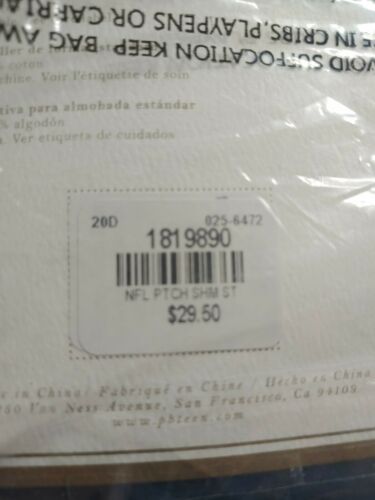 VOID SUFFOCATION KEEP BAG AW
E IN CRIBS, PLAYPENS OR CARRIA
ller de
coton
chine. Voir l'étiquette de soin
tiva para almohada estándar
% algodón
. Ver etiqueta de cuidados
20D 025-6472
1819890
NFL PTCH SHM ST
$29.50
in China / Fabriqué en Chine / Hecho en China
Van Ness Avenue, San Francisco, Ca 94109
www.pbteen.com